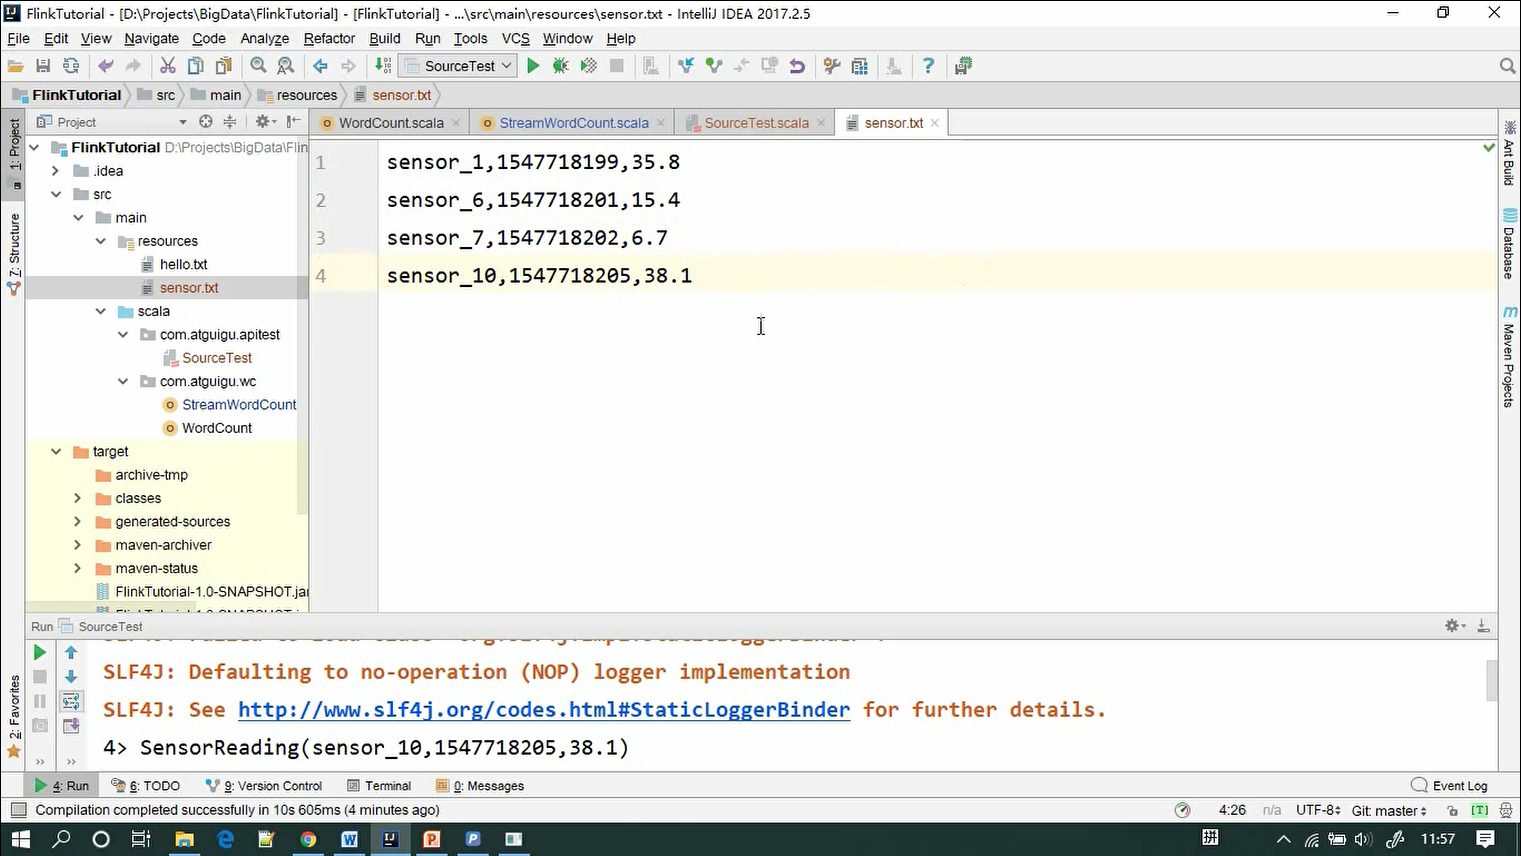 FlinkTutorial - [D:\Projects\BigData\FlinkTutorial] - [FlinkTutorial] - ...\src\main\resources\sensor.txt - IntelliJ IDEA 2017.2.5
File Edit View Navigate Code Analyze Refactor Build Run Tools VCS Window Help
SourceTest
FlinkTutorial src main resources sensor.txt
Project
WordCount.scala StreamWordCount.scala SourceTest.scala sensor.txt
1: Project
7: Structure
2: Favorites
FlinkTutorial D:\Projects\BigData\Flin
.idea
src
main
resources
hello.txt
sensor.txt
scala
com.atguigu.apitest
SourceTest
com.atguigu.wc
StreamWordCount
WordCount
target
archive-tmp
classes
generated-sources
maven-archiver
maven-status
FlinkTutorial-1.0-SNAPSHOT.jar
1 sensor_1,1547718199,35.8
2 sensor_6,1547718201,15.4
3 sensor_7,1547718202,6.7
4 sensor_10,1547718205,38.1
Ant Build
Database
Maven Projects
Run SourceTest
SLF4J: Defaulting to no-operation (NOP) logger implementation
SLF4J: See http://www.slf4j.org/codes.html#StaticLoggerBinder for further details.
4> SensorReading(sensor_10,1547718205,38.1)
4: Run 6: TODO 9: Version Control Terminal 0: Messages Event Log
Compilation completed successfully in 10s 605ms (4 minutes ago) 4:26 n/a UTF-8 Git: master [T]
拼 11:57